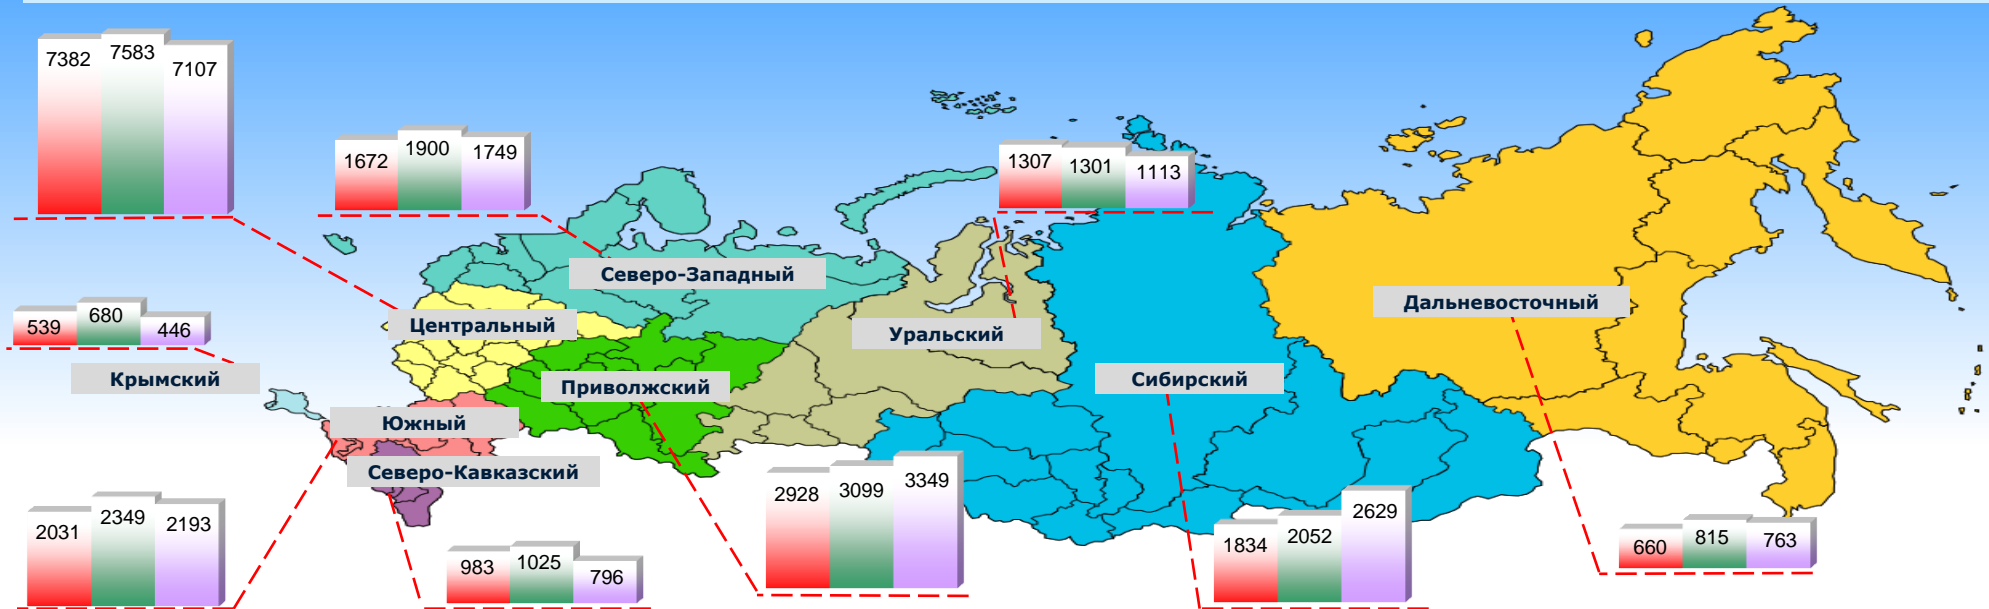 7382 7583 7107
1672 1900 1749
1307 1301 1113
Северо-Западный
Дальневосточный
539 680 446
Центральный
Уральский
Крымский
Приволжский
Сибирский
Южный
Северо-Кавказский
2031 2349 2193
983 1025 796
2928 3099 3349
1834 2052 2629
660 815 763